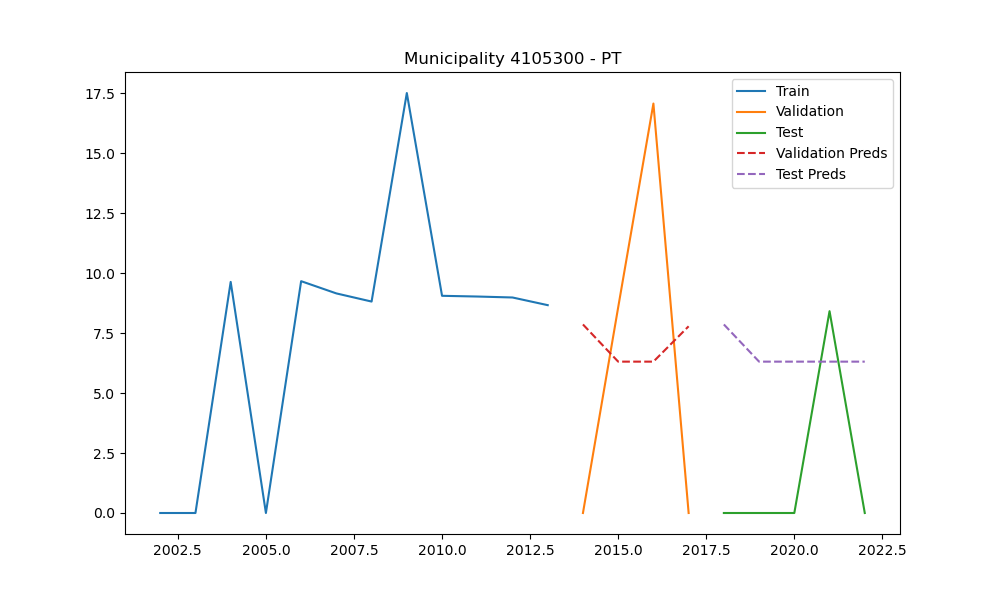 Municipality 4105300 - PT
17.5
15.0
12.5
10.0
7.5
5.0
2.5
0.0
Train
Validation
Test
Validation Preds
Test Preds
2002.5 2005.0 2007.5 2010.0 2012.5 2015.0 2017.5 2020.0 2022.5